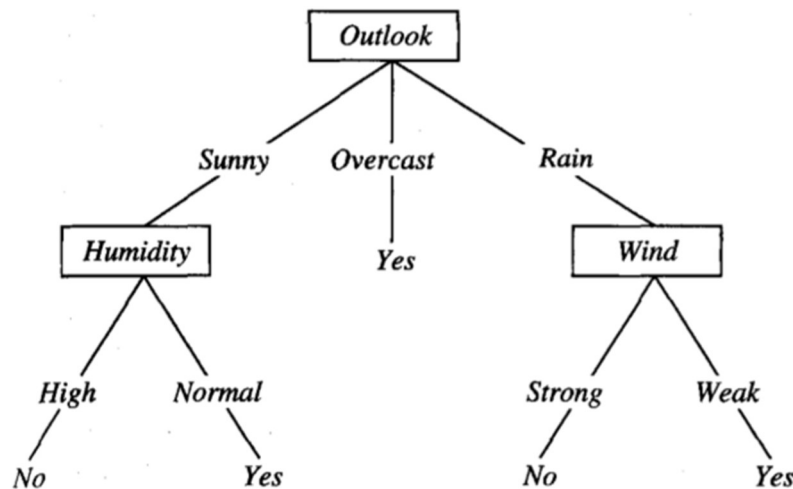 Outlook
Sunny Overcast Rain
Humidity Yes Wind
High Normal Strong Weak
No Yes No Yes